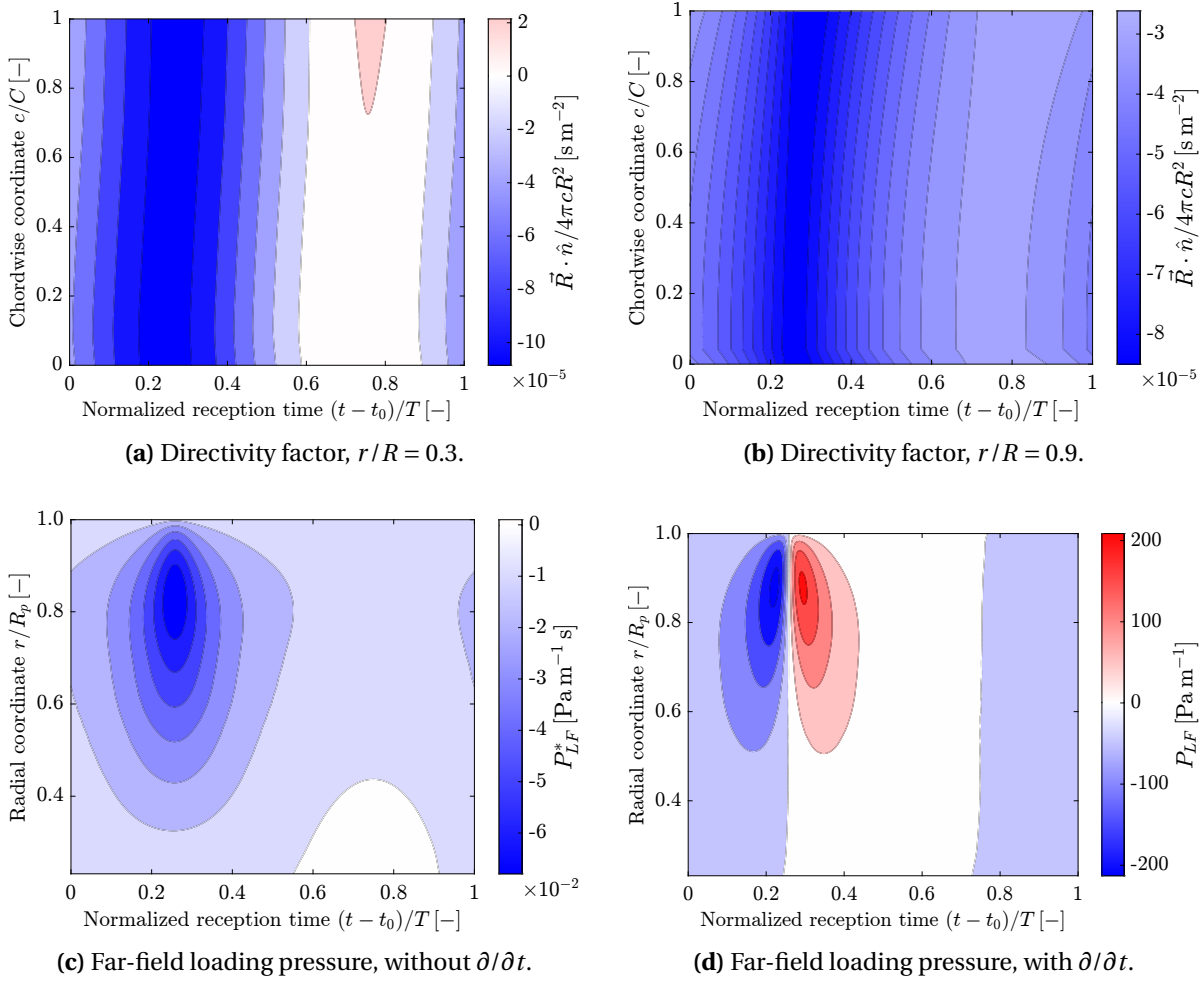 Chordwise coordinate c/C [−]
1
0.8
0.6
0.4
0.2
0
0 0.2 0.4 0.6 0.8 1
Normalized reception time (t − t₀)/T [−]
2
0
-2
-4
-6
-8
-10
×10⁻⁵
R⃗ · n̂/4πcR² [s m⁻²]
(a) Directivity factor, r/R = 0.3.
Chordwise coordinate c/C [−]
1
0.8
0.6
0.4
0.2
0
0 0.2 0.4 0.6 0.8 1
Normalized reception time (t − t₀)/T [−]
-3
-4
-5
-6
-7
-8
×10⁻⁵
R⃗ · n̂/4πcR² [s m⁻²]
(b) Directivity factor, r/R = 0.9.
Radial coordinate r/Rₚ [−]
1.0
0.8
0.6
0.4
0 0.2 0.4 0.6 0.8 1
Normalized reception time (t − t₀)/T [−]
0
-1
-2
-3
-4
-5
-6
×10⁻²
P*_LF [Pa m⁻¹ s]
(c) Far-field loading pressure, without ∂/∂t.
Radial coordinate r/Rₚ [−]
1.0
0.8
0.6
0.4
0 0.2 0.4 0.6 0.8 1
Normalized reception time (t − t₀)/T [−]
200
100
0
-100
-200
P_LF [Pa m⁻¹]
(d) Far-field loading pressure, with ∂/∂t.